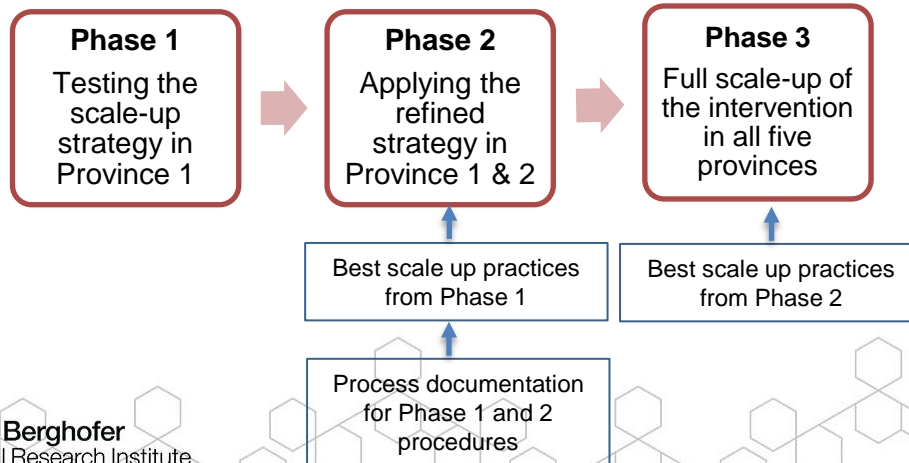 Phase 1
Testing the
scale-up
strategy in
Province 1
Phase 2
Applying the
refined
strategy in
Province 1 & 2
Phase 3
Full scale-up of
the intervention
in all five
provinces
Best scale up practices
from Phase 1
Best scale up practices
from Phase 2
Process documentation
for Phase 1 and 2
procedures
Berghofer
Research Institute